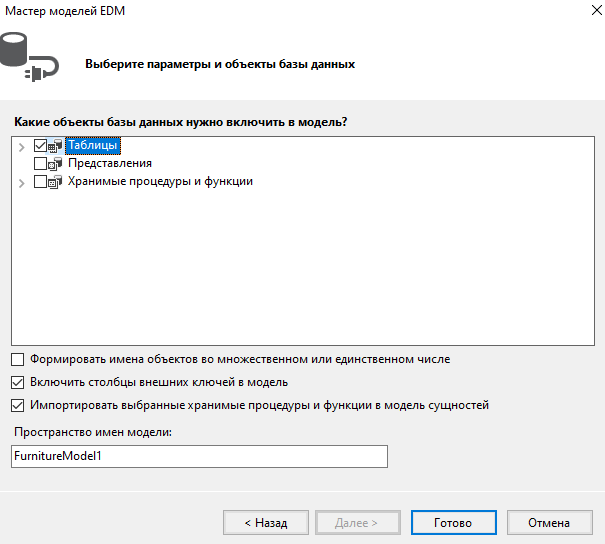 Мастер моделей EDM
Выберите параметры и объекты базы данных
Какие объекты базы данных нужно включить в модель?
Таблицы
Представления
Хранимые процедуры и функции
Формировать имена объектов во множественном или единственном числе
Включить столбцы внешних ключей в модель
Импортировать выбранные хранимые процедуры и функции в модель сущностей
Пространство имен модели:
FurnitureModel1
< Назад Далее > Готово Отмена